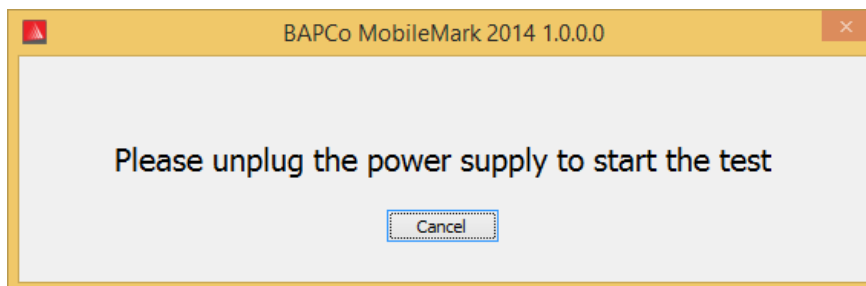 BAPCo MobileMark 2014 1.0.0.0
Please unplug the power supply to start the test
Cancel